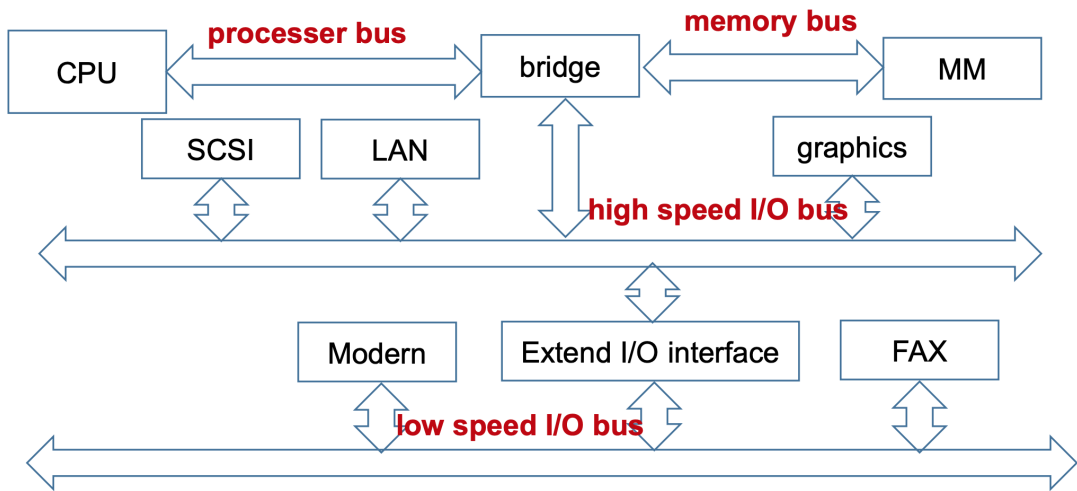 processer bus
memory bus
CPU
bridge
MM
SCSI
LAN
graphics
high speed I/O bus
Modern
Extend I/O interface
FAX
low speed I/O bus